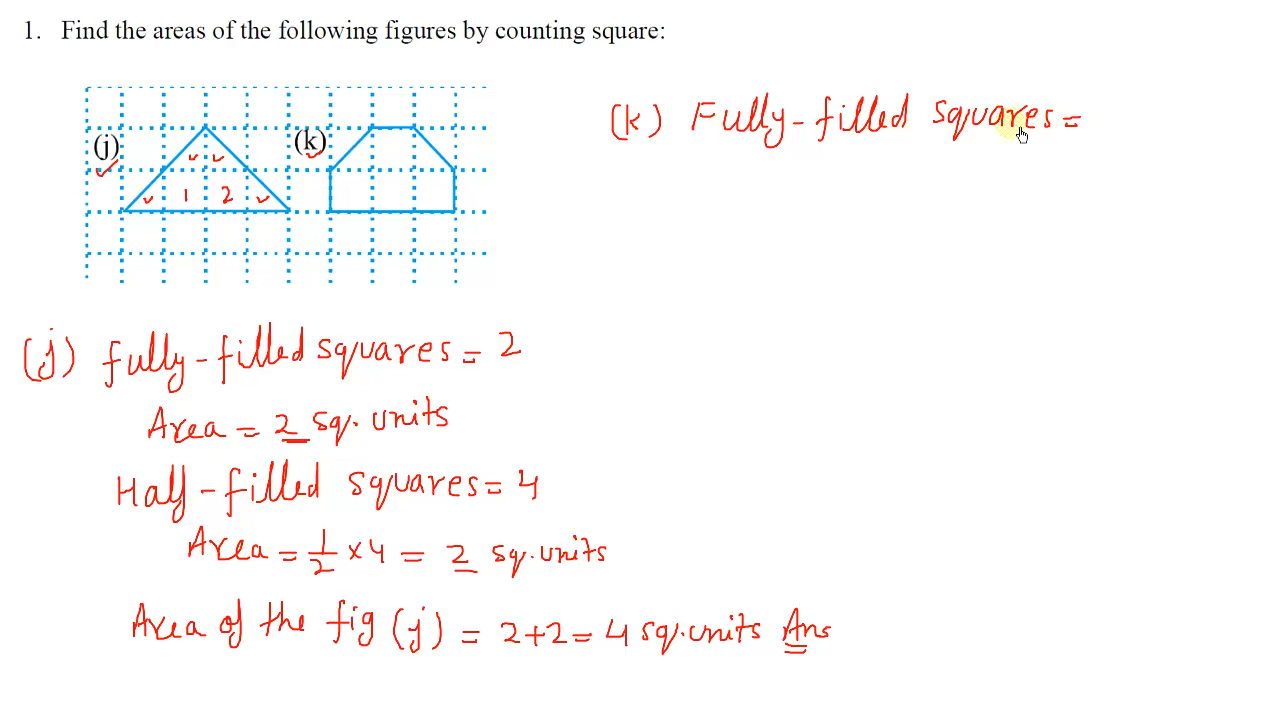 1. Find the areas of the following figures by counting square:
(j)
(k)
1 2
(k) Fully-filled squares =
(j) fully-filled squares = 2
Area = 2 sq. units
Half-filled squares = 4
Area = 1/2 × 4 = 2 sq. units
Area of the fig (j) = 2+2 = 4 sq. units Ans